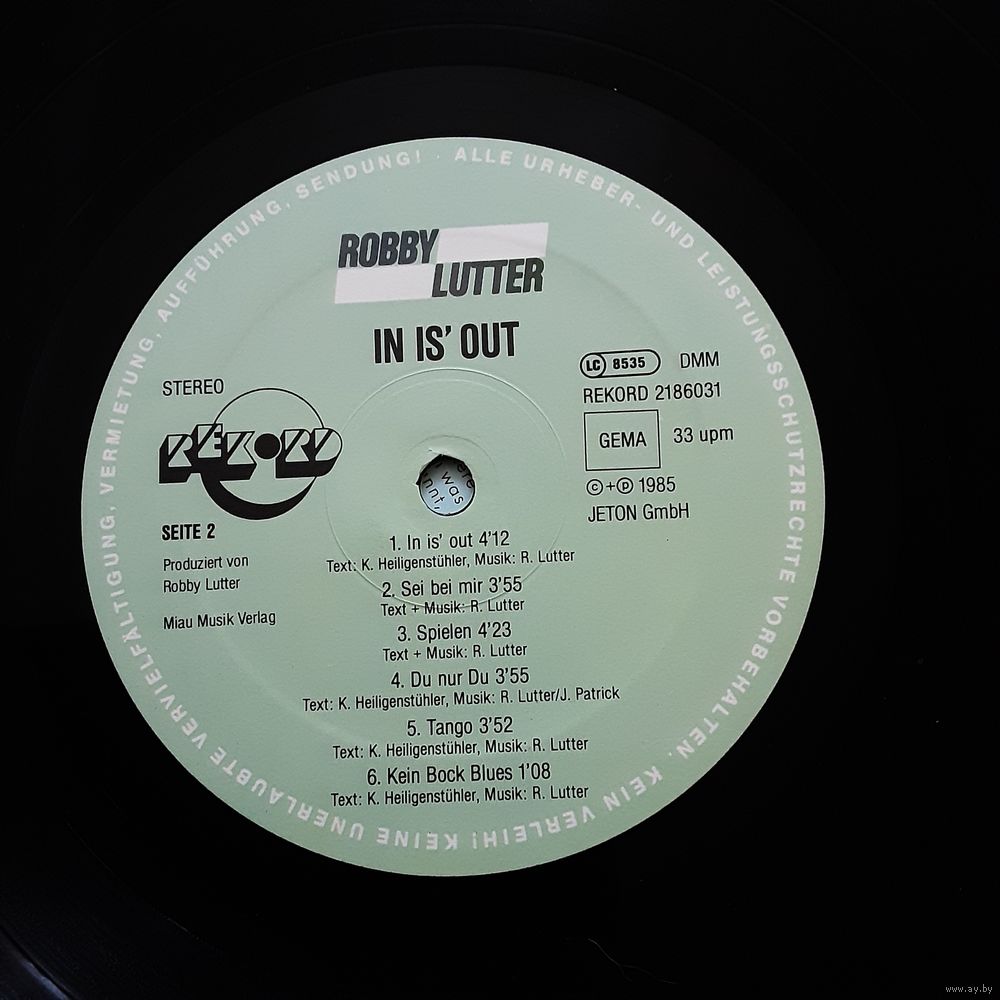 ALLE URHEBER- UND LEISTUNGSSCHUTZRECHTE VORBEHALTEN. KEIN VERLEIH! KEINE UNERLAUBTE VERVIELFÄLTIGUNG, VERMIETUNG, AUFFÜHRUNG, SENDUNG! ·
ROBBY
LUTTER
IN IS' OUT
STEREO
REKORD
SEITE 2
Produziert von
Robby Lutter
Miau Musik Verlag
LC 8535 DMM
REKORD 2186031
GEMA 33 upm
©+℗ 1985
JETON GmbH
was
1. In is' out 4'12
Text: K. Heiligenstühler, Musik: R. Lutter
2. Sei bei mir 3'55
Text + Musik: R. Lutter
3. Spielen 4'23
Text + Musik: R. Lutter
4. Du nur Du 3'55
Text: K. Heiligenstühler, Musik: R. Lutter/J. Patrick
5. Tango 3'52
Text: K. Heiligenstühler, Musik: R. Lutter
6. Kein Bock Blues 1'08
Text: K. Heiligenstühler, Musik: R. Lutter
www.ay.by